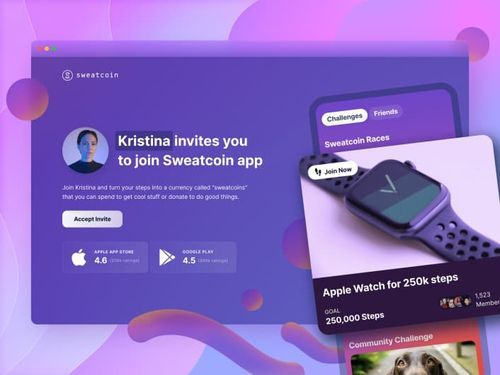 sweatcoin
Kristina invites you
to join Sweatcoin app
Join Kristina and turn your steps into a currency called "sweatcoins"
that you can spend to get cool stuff or donate to do good things.
Accept Invite
APPLE APP STORE
4.6
GOOGLE PLAY
4.5
Challenges
Friends
Sweatcoin Races
Join Now
Apple Watch for 250k steps
GOAL
250,000 Steps
1,523
Member
Community Challenge